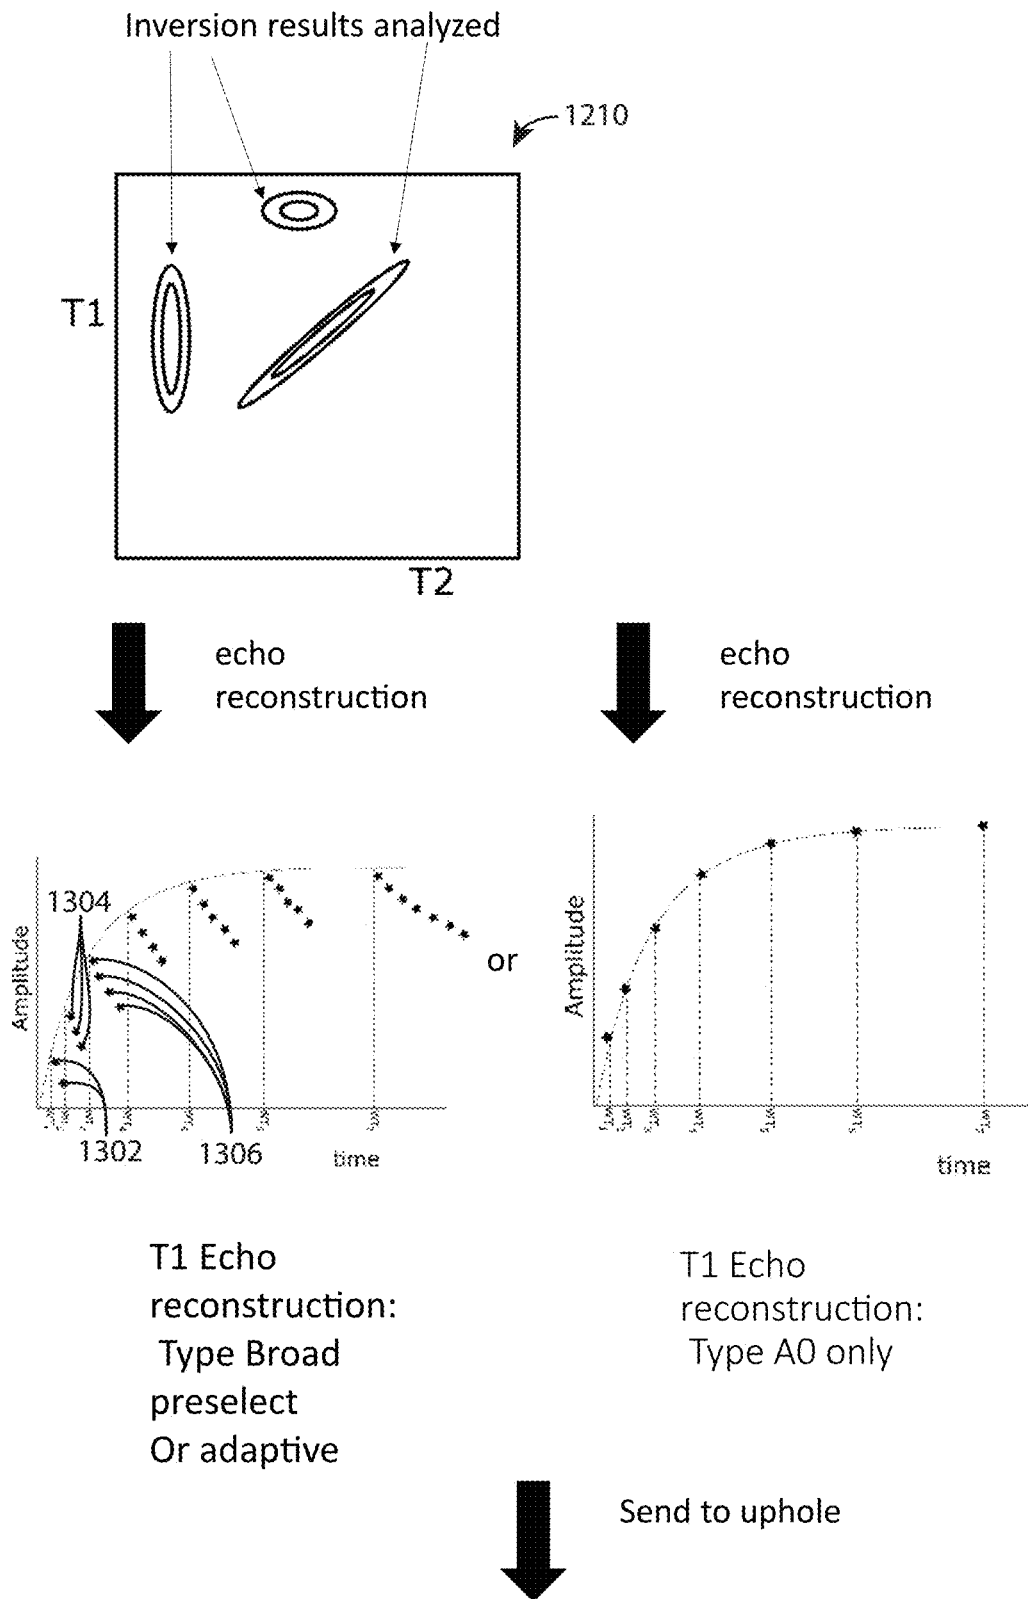 Inversion results analyzed
1210
T1
T2
echo
reconstruction
echo
reconstruction
1304
Amplitude
1302
1306
time
or
Amplitude
time
T1 Echo
reconstruction:
Type Broad
preselect
Or adaptive
T1 Echo
reconstruction:
Type A0 only
Send to uphole